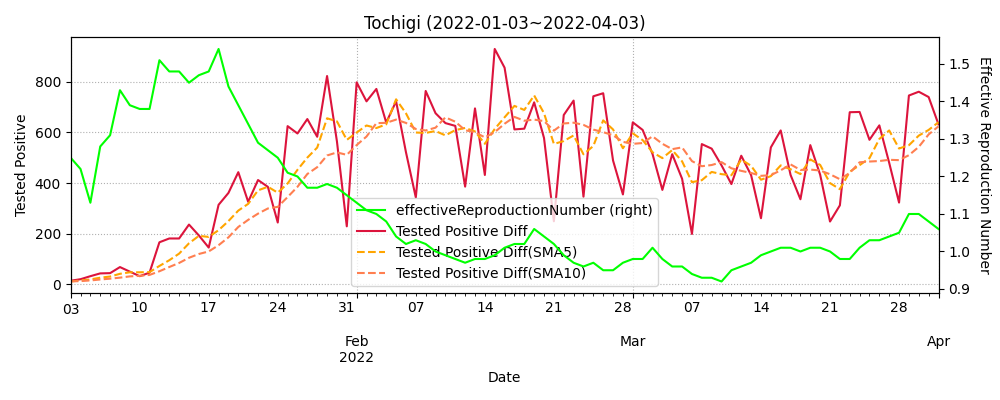 Tochigi (2022-01-03~2022-04-03)
Tested Positive
800
600
400
200
0
1.5
1.4
1.3
1.2
1.1
1.0
0.9
Effective Reproduction Number
effectiveReproductionNumber (right)
Tested Positive Diff
Tested Positive Diff(SMA5)
Tested Positive Diff(SMA10)
03 10 17 24 31 07 14 21 28 07 14 21 28
Feb Mar Apr
2022
Date